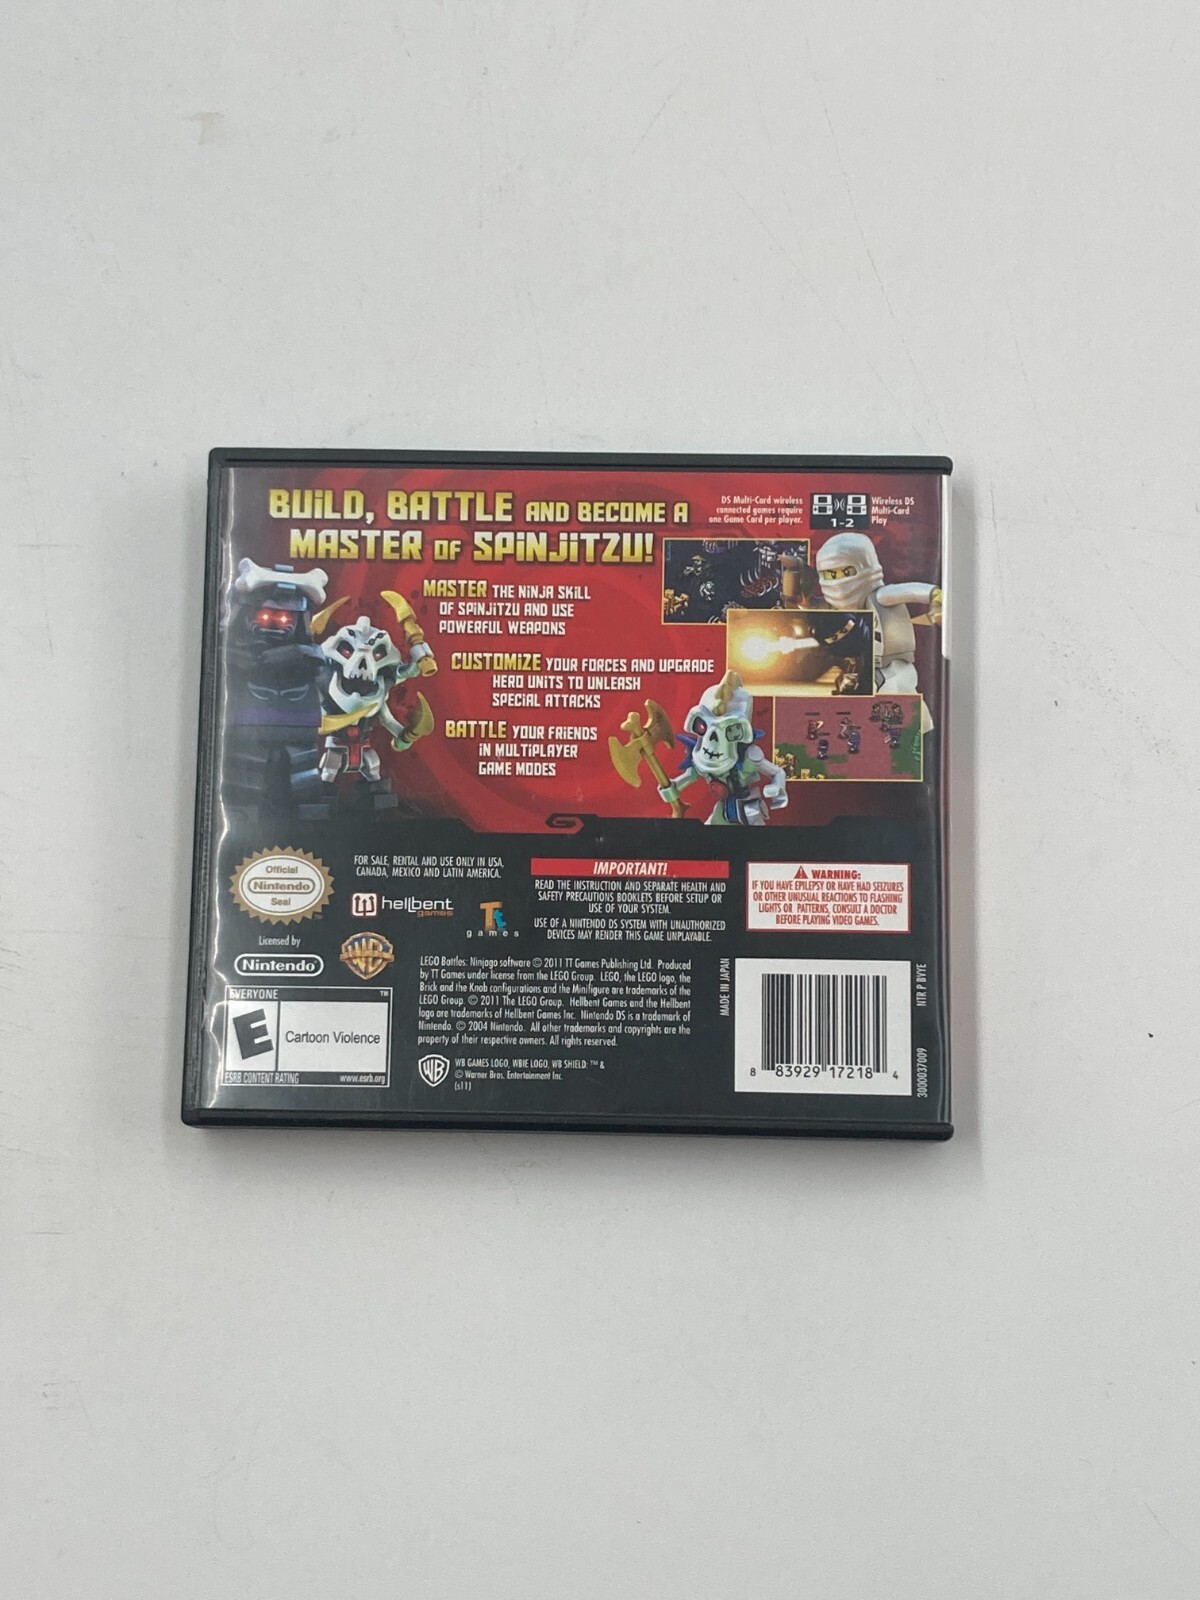 BUILD, BATTLE AND BECOME A
MASTER OF SPINJITZU!
DS Multi-Card wireless
connected games require
one Game Card per player.
1-2
Wireless DS
Multi-Card
Play
MASTER THE NINJA SKILL
OF SPINJITZU AND USE
POWERFUL WEAPONS
CUSTOMIZE YOUR FORCES AND UPGRADE
HERO UNITS TO UNLEASH
SPECIAL ATTACKS
BATTLE YOUR FRIENDS
IN MULTIPLAYER
GAME MODES
Official
Nintendo
Seal
TM
Licensed by
Nintendo
FOR SALE, RENTAL AND USE ONLY IN USA,
CANADA, MEXICO AND LATIN AMERICA.
hellbent
games
Tt
games
WB
IMPORTANT!
READ THE INSTRUCTION AND SEPARATE HEALTH AND
SAFETY PRECAUTIONS BOOKLETS BEFORE SETUP OR
USE OF YOUR SYSTEM.
USE OF A NINTENDO DS SYSTEM WITH UNAUTHORIZED
DEVICES MAY RENDER THIS GAME UNPLAYABLE.
WARNING:
IF YOU HAVE EPILEPSY OR HAVE HAD SEIZURES
OR OTHER UNUSUAL REACTIONS TO FLASHING
LIGHTS OR PATTERNS, CONSULT A DOCTOR
BEFORE PLAYING VIDEO GAMES.
EVERYONE
TM
E
Cartoon Violence
ESRB CONTENT RATING
www.esrb.org
LEGO Battles: Ninjago software © 2011 TT Games Publishing Ltd. Produced
by TT Games under license from the LEGO Group. LEGO, the LEGO logo, the
Brick and the Knob configurations and the Minifigure are trademarks of the
LEGO Group. © 2011 The LEGO Group. Hellbent Games and the Hellbent
logo are trademarks of Hellbent Games Inc. Nintendo DS is a trademark of
Nintendo. © 2004 Nintendo. All other trademarks and copyrights are the
property of their respective owners. All rights reserved.
WB
WB GAMES LOGO, WBIE LOGO, WB SHIELD: ™ &
© Warner Bros. Entertainment Inc.
(s11)
MADE IN JAPAN
8 83929 17218 4
NTR P BVYE
3000037009